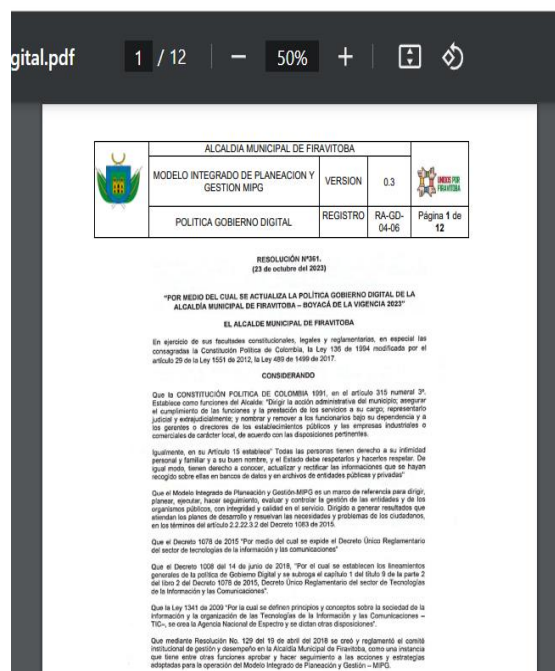 gital.pdf 1 / 12 50%
ALCALDIA MUNICIPAL DE FIRAVITOBA
MODELO INTEGRADO DE PLANEACION Y
GESTION MIPG
VERSION 0.3
UNIDOS POR
FIRAVITOBA
POLITICA GOBIERNO DIGITAL
REGISTRO
RA-GD-
04-06
Página 1 de
12
RESOLUCIÓN Nº361.
(23 de octubre del 2023)
"POR MEDIO DEL CUAL SE ACTUALIZA LA POLÍTICA GOBIERNO DIGITAL DE LA
ALCALDÍA MUNICIPAL DE FIRAVITOBA – BOYACÁ DE LA VIGENCIA 2023"
EL ALCALDE MUNICIPAL DE FIRAVITOBA
En ejercicio de sus facultades constitucionales, legales y reglamentarias, en especial las
consagradas la Constitución Política de Colombia, la Ley 136 de 1994 modificada por el
artículo 29 de la Ley 1551 de 2012, la Ley 489 de 1499 de
2017.
CONSIDERANDO
Que la CONSTITUCIÓN POLITICA DE COLOMBIA 1991, en el artículo 315 numeral 3º.
Establece como funciones del Alcalde: "Dirigir la acción administrativa del municipio; asegurar
el cumplimiento de las funciones y la prestación de los servicios a su cargo; representarlo
judicial y extrajudicialmente; y nombrar y remover a los funcionarios bajo su dependencia y a
los gerentes o directores de los establecimientos públicos y las empresas industriales o
comerciales de carácter local, de acuerdo con las disposiciones pertinentes.
Igualmente, en su Artículo 15 establece" Todas las personas tienen derecho a su intimidad
personal y familiar y a su buen nombre, y el Estado debe respetarlos y hacerlos respetar. De
igual modo, tienen derecho a conocer, actualizar y rectificar las informaciones que se hayan
recogido sobre ellas en bancos de datos y en archivos de entidades públicas y privadas"
Que el Modelo Integrado de Planeación y Gestión-MIPG es un marco de referencia para dirigir,
planear, ejecutar, hacer seguimiento, evaluar y controlar la gestión de las entidades y de los
organismos públicos, con integridad y calidad en el servicio. Dirigido a generar resultados que
atiendan los planes de desarrollo y resuelvan las necesidades y problemas de los ciudadanos,
en los términos del artículo 2.2.22.3.2 del Decreto 1083 de 2015.
Que el Decreto 1078 de 2015 "Por medio del cual se expide el Decreto Único Reglamentario
del sector de tecnologías de la información y las comunicaciones"
Que el Decreto 1008 del 14 de junio de 2018, "Por el cual se establecen los lineamientos
generales de la política de Gobierno Digital y se subroga el capítulo 1 del título 9 de la parte 2
del libro 2 del Decreto 1078 de 2015, Decreto Único Reglamentario del sector de Tecnologías
de la Información y las Comunicaciones".
Que la Ley 1341 de 2009 "Por la cual se definen principios y conceptos sobre la sociedad de la
información y la organización de las Tecnologías de la Información y las Comunicaciones –
TIC–, se crea la Agencia Nacional de Espectro y se dictan otras disposiciones".
Que mediante Resolución No. 129 del 19 de abril del 2018 se creó y reglamentó el comité
institucional de gestión y desempeño en la Alcaldía Municipal de Firavitoba, como una instancia
que tiene entre otras funciones aprobar y hacer seguimiento a las acciones y estrategias
adoptadas para la operación del Modelo Integrado de Planeación y Gestión – MIPG.